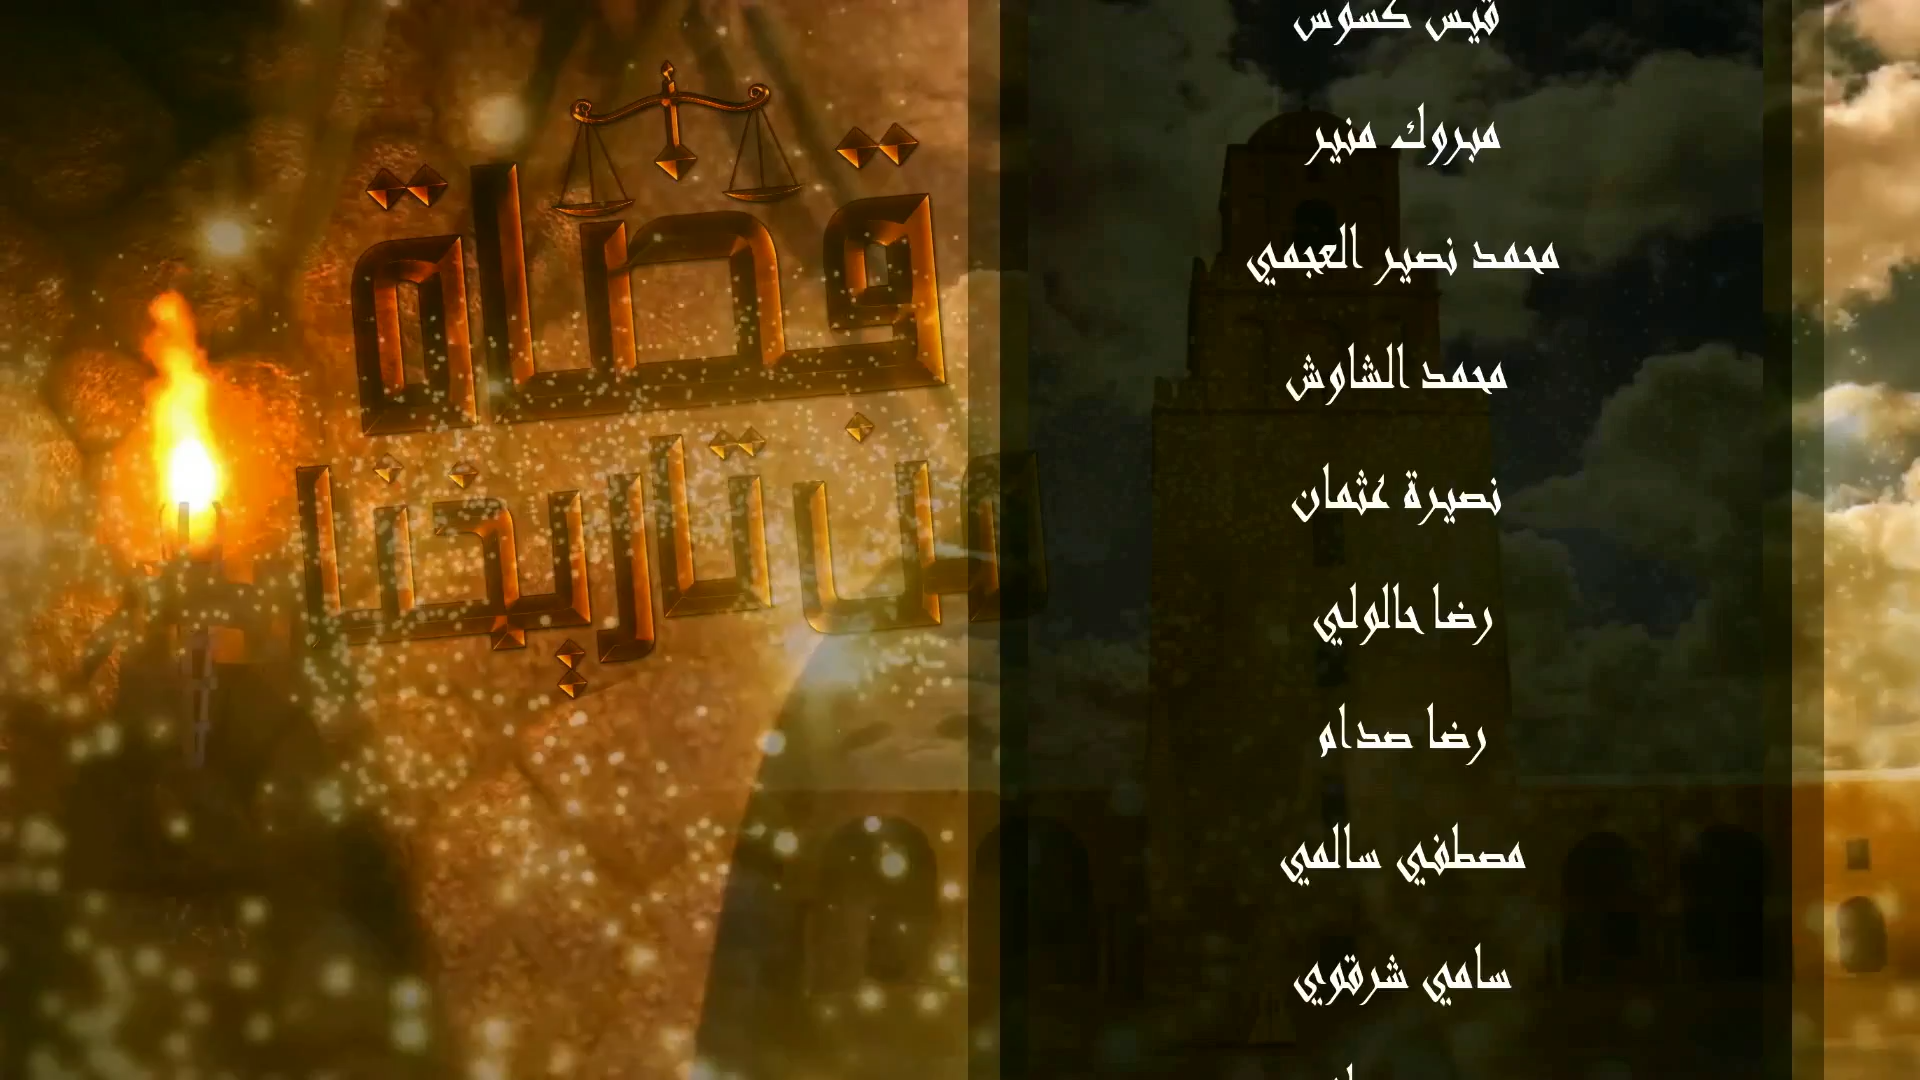 قضاة
من تاريخنا
قيس كسوس
مبروك منير
محمد نصير العجمي
محمد الشاوش
نصيرة عثمان
رضا حالولي
رضا صدام
مصطفي سالمي
سامي شرقوي